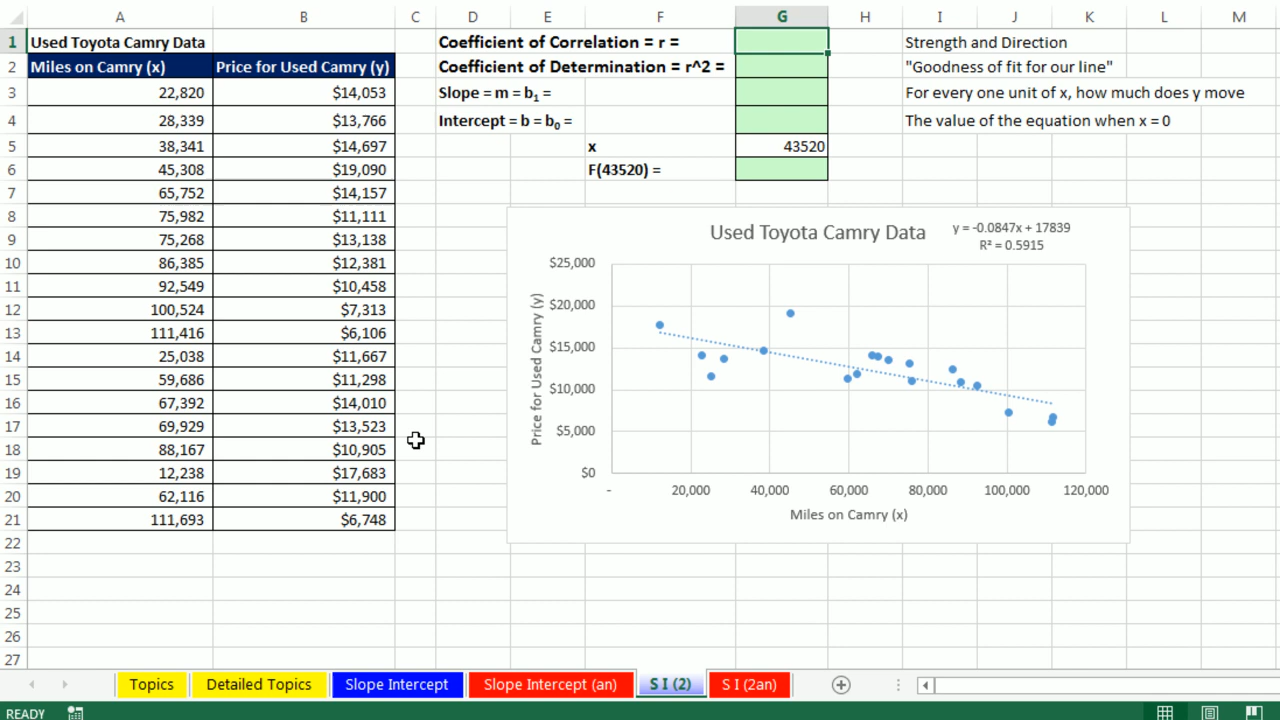 A B C D E F G H I J K L M
1 Used Toyota Camry Data Coefficient of Correlation = r = Strength and Direction
2 Miles on Camry (x) Price for Used Camry (y) Coefficient of Determination = r^2 = "Goodness of fit for our line"
3 22,820 $14,053 Slope = m = b1 = For every one unit of x, how much does y move
4 28,339 $13,766 Intercept = b = b0 = The value of the equation when x = 0
5 38,341 $14,697 x 43520
6 45,308 $19,090 F(43520) =
7 65,752 $14,157
8 75,982 $11,111
9 75,268 $13,138
10 86,385 $12,381
11 92,549 $10,458
12 100,524 $7,313
13 111,416 $6,106
14 25,038 $11,667
15 59,686 $11,298
16 67,392 $14,010
17 69,929 $13,523
18 88,167 $10,905
19 12,238 $17,683
20 62,116 $11,900
21 111,693 $6,748
22
23
24
25
26
27
Used Toyota Camry Data
y = -0.0847x + 17839
R² = 0.5915
Price for Used Camry (y)
$25,000
$20,000
$15,000
$10,000
$5,000
$0
- 20,000 40,000 60,000 80,000 100,000 120,000
Miles on Camry (x)
Topics Detailed Topics Slope Intercept Slope Intercept (an) S I (2) S I (2an)
READY